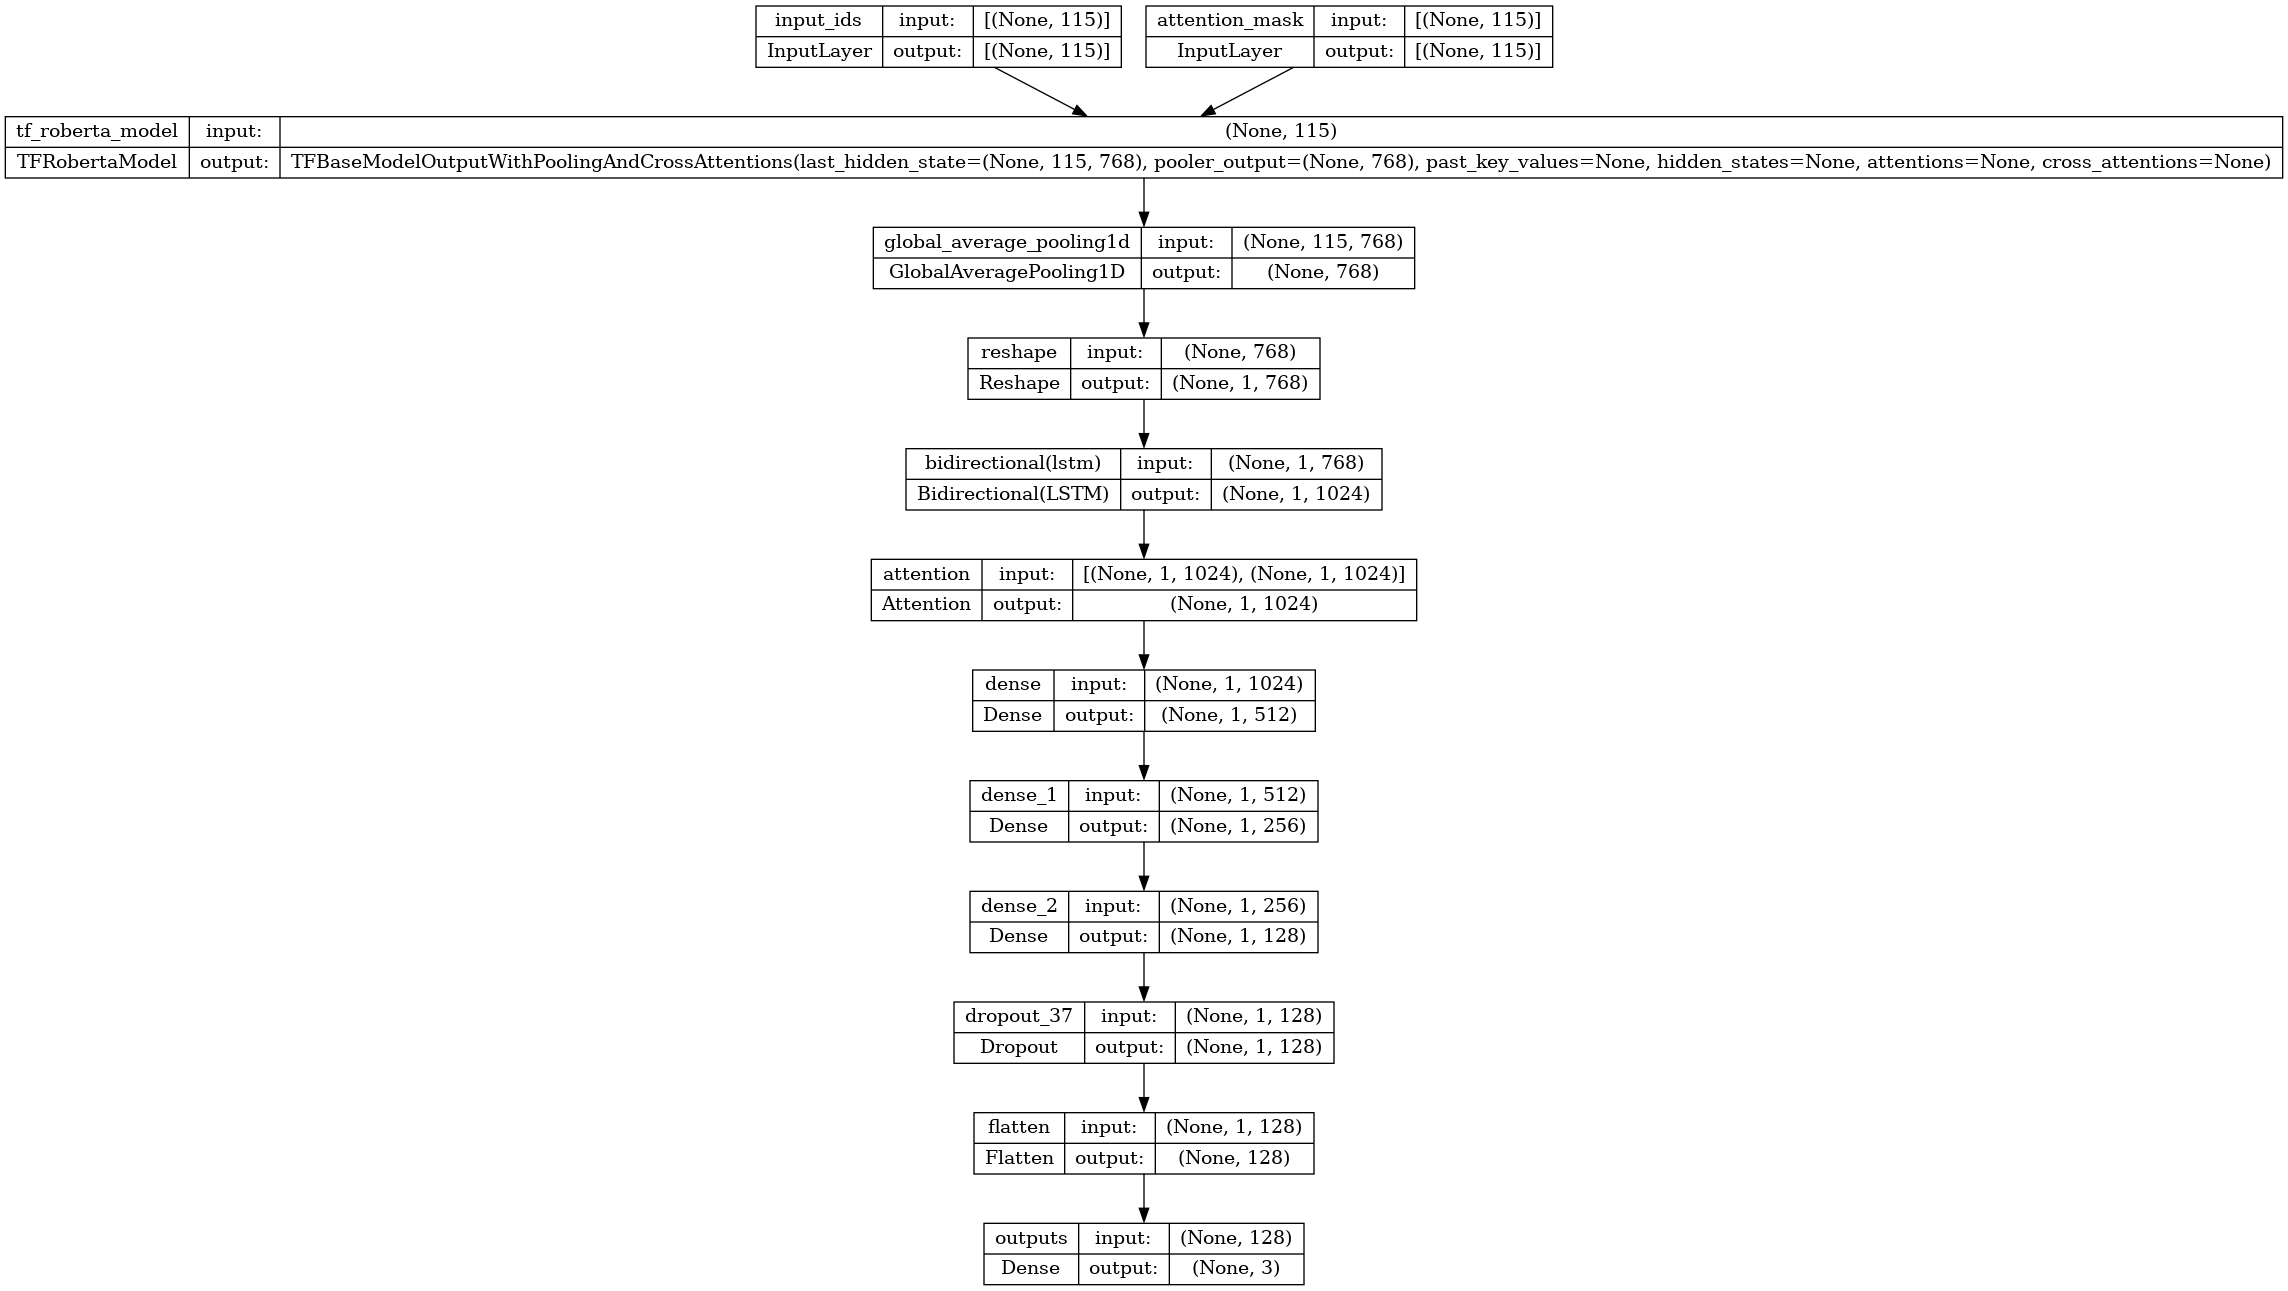 input_ids input: [(None, 115)]
InputLayer output: [(None, 115)]
attention_mask input: [(None, 115)]
InputLayer output: [(None, 115)]
tf_roberta_model input: (None, 115)
TFRobertaModel output: TFBaseModelOutputWithPoolingAndCrossAttentions(last_hidden_state=(None, 115, 768), pooler_output=(None, 768), past_key_values=None, hidden_states=None, attentions=None, cross_attentions=None)
global_average_pooling1d input: (None, 115, 768)
GlobalAveragePooling1D output: (None, 768)
reshape input: (None, 768)
Reshape output: (None, 1, 768)
bidirectional(lstm) input: (None, 1, 768)
Bidirectional(LSTM) output: (None, 1, 1024)
attention input: [(None, 1, 1024), (None, 1, 1024)]
Attention output: (None, 1, 1024)
dense input: (None, 1, 1024)
Dense output: (None, 1, 512)
dense_1 input: (None, 1, 512)
Dense output: (None, 1, 256)
dense_2 input: (None, 1, 256)
Dense output: (None, 1, 128)
dropout_37 input: (None, 1, 128)
Dropout output: (None, 1, 128)
flatten input: (None, 1, 128)
Flatten output: (None, 128)
outputs input: (None, 128)
Dense output: (None, 3)